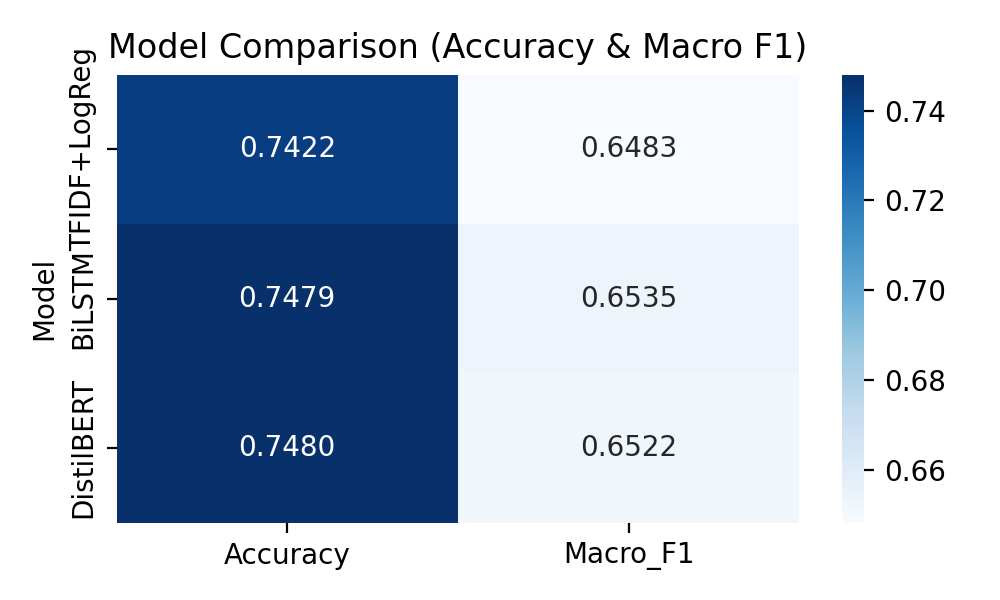 Model Comparison (Accuracy & Macro F1)
Model
TFIDF+LogReg
0.7422
0.6483
BiLSTM
0.7479
0.6535
DistilBERT
0.7480
0.6522
Accuracy
Macro_F1
0.74
0.72
0.70
0.68
0.66